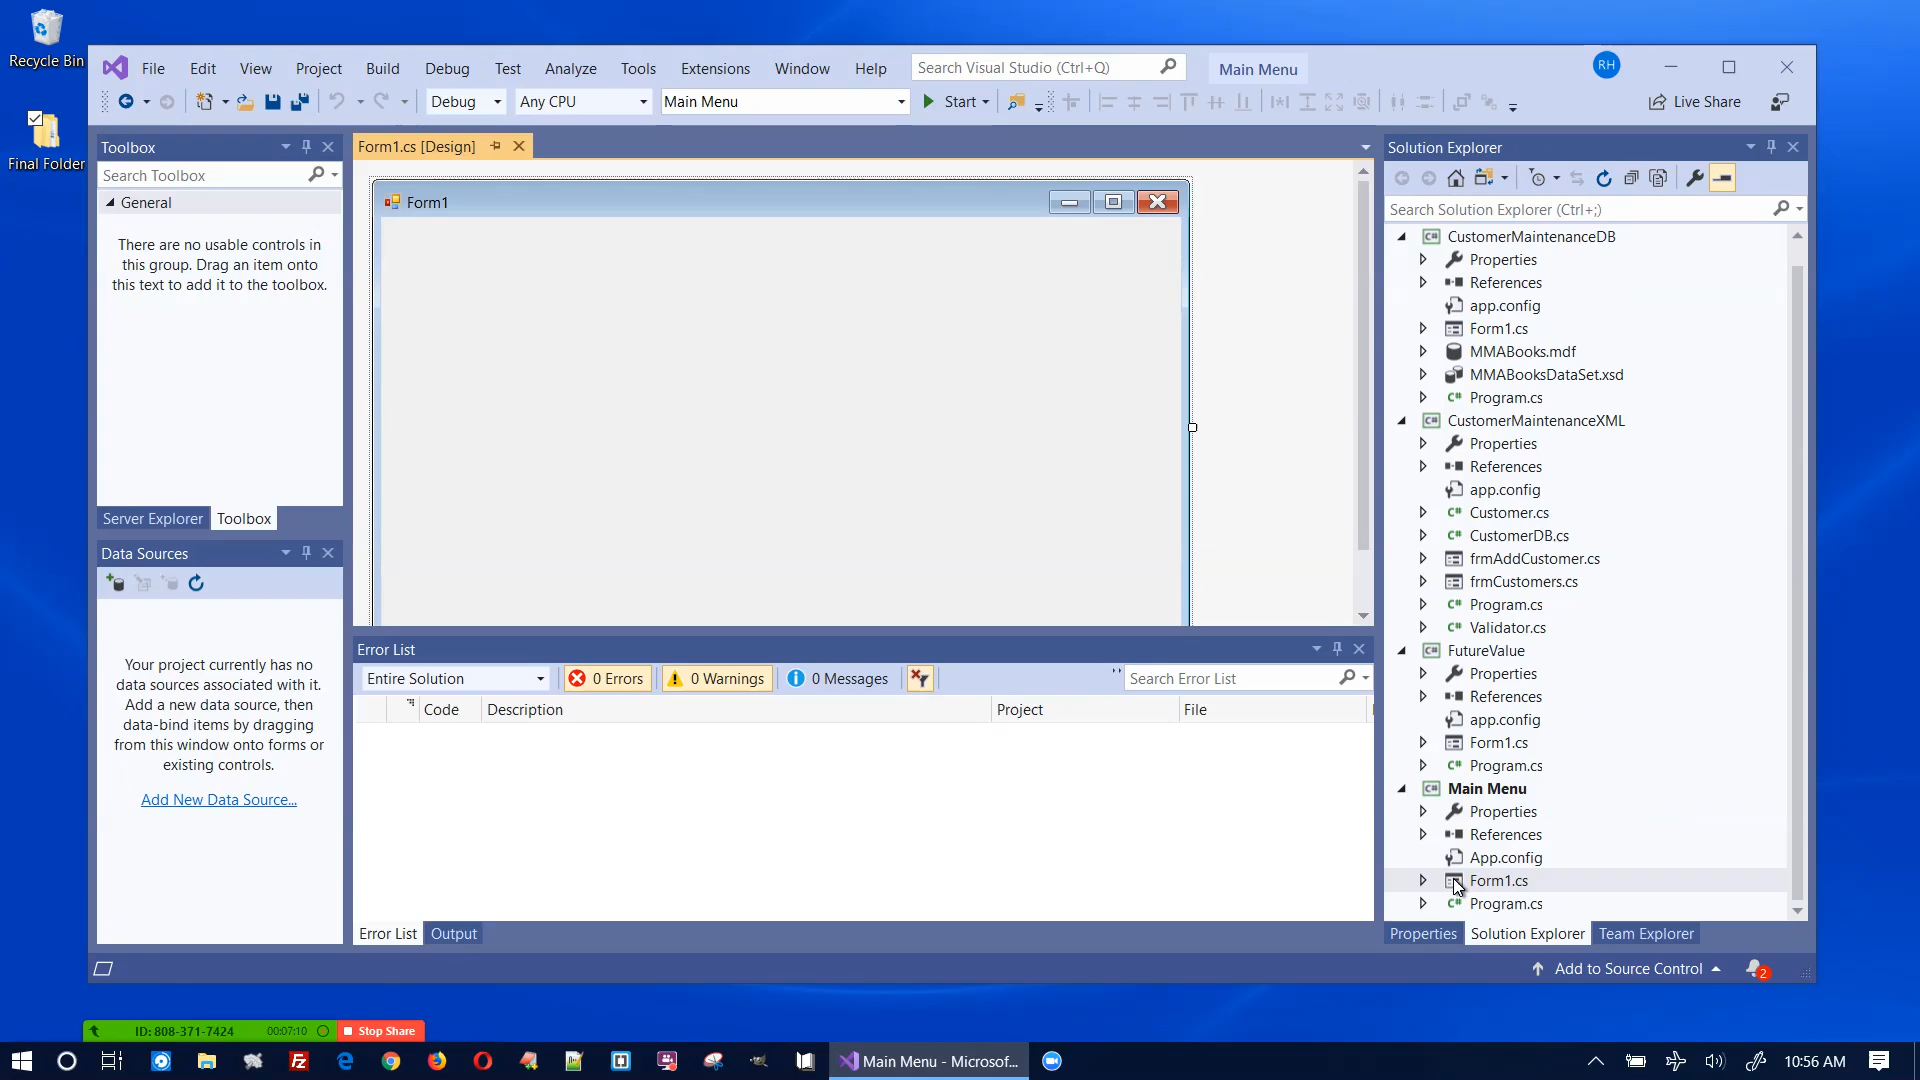 Recycle Bin
Final Folder
File Edit View Project Build Debug Test Analyze Tools Extensions Window Help
Search Visual Studio (Ctrl+Q)
Main Menu
RH
Debug
Any CPU
Main Menu
Start
Live Share
Toolbox
Search Toolbox
General
There are no usable controls in
this group. Drag an item onto
this text to add it to the toolbox.
Server Explorer Toolbox
Data Sources
Your project currently has no
data sources associated with it.
Add a new data source, then
data-bind items by dragging
from this window onto forms or
existing controls.
Add New Data Source...
Form1.cs [Design]
Form1
Error List
Entire Solution
0 Errors
0 Warnings
0 Messages
Search Error List
Code Description Project File
Error List Output
Solution Explorer
Search Solution Explorer (Ctrl+;)
C# CustomerMaintenanceDB
Properties
References
app.config
Form1.cs
MMABooks.mdf
MMABooksDataSet.xsd
C# Program.cs
C# CustomerMaintenanceXML
Properties
References
app.config
C# Customer.cs
C# CustomerDB.cs
frmAddCustomer.cs
frmCustomers.cs
C# Program.cs
C# Validator.cs
C# FutureValue
Properties
References
app.config
Form1.cs
C# Program.cs
C# Main Menu
Properties
References
App.config
Form1.cs
C# Program.cs
Properties Solution Explorer Team Explorer
Add to Source Control
2
ID: 808-371-7424 00:07:10 Stop Share
Main Menu - Microsof...
10:56 AM